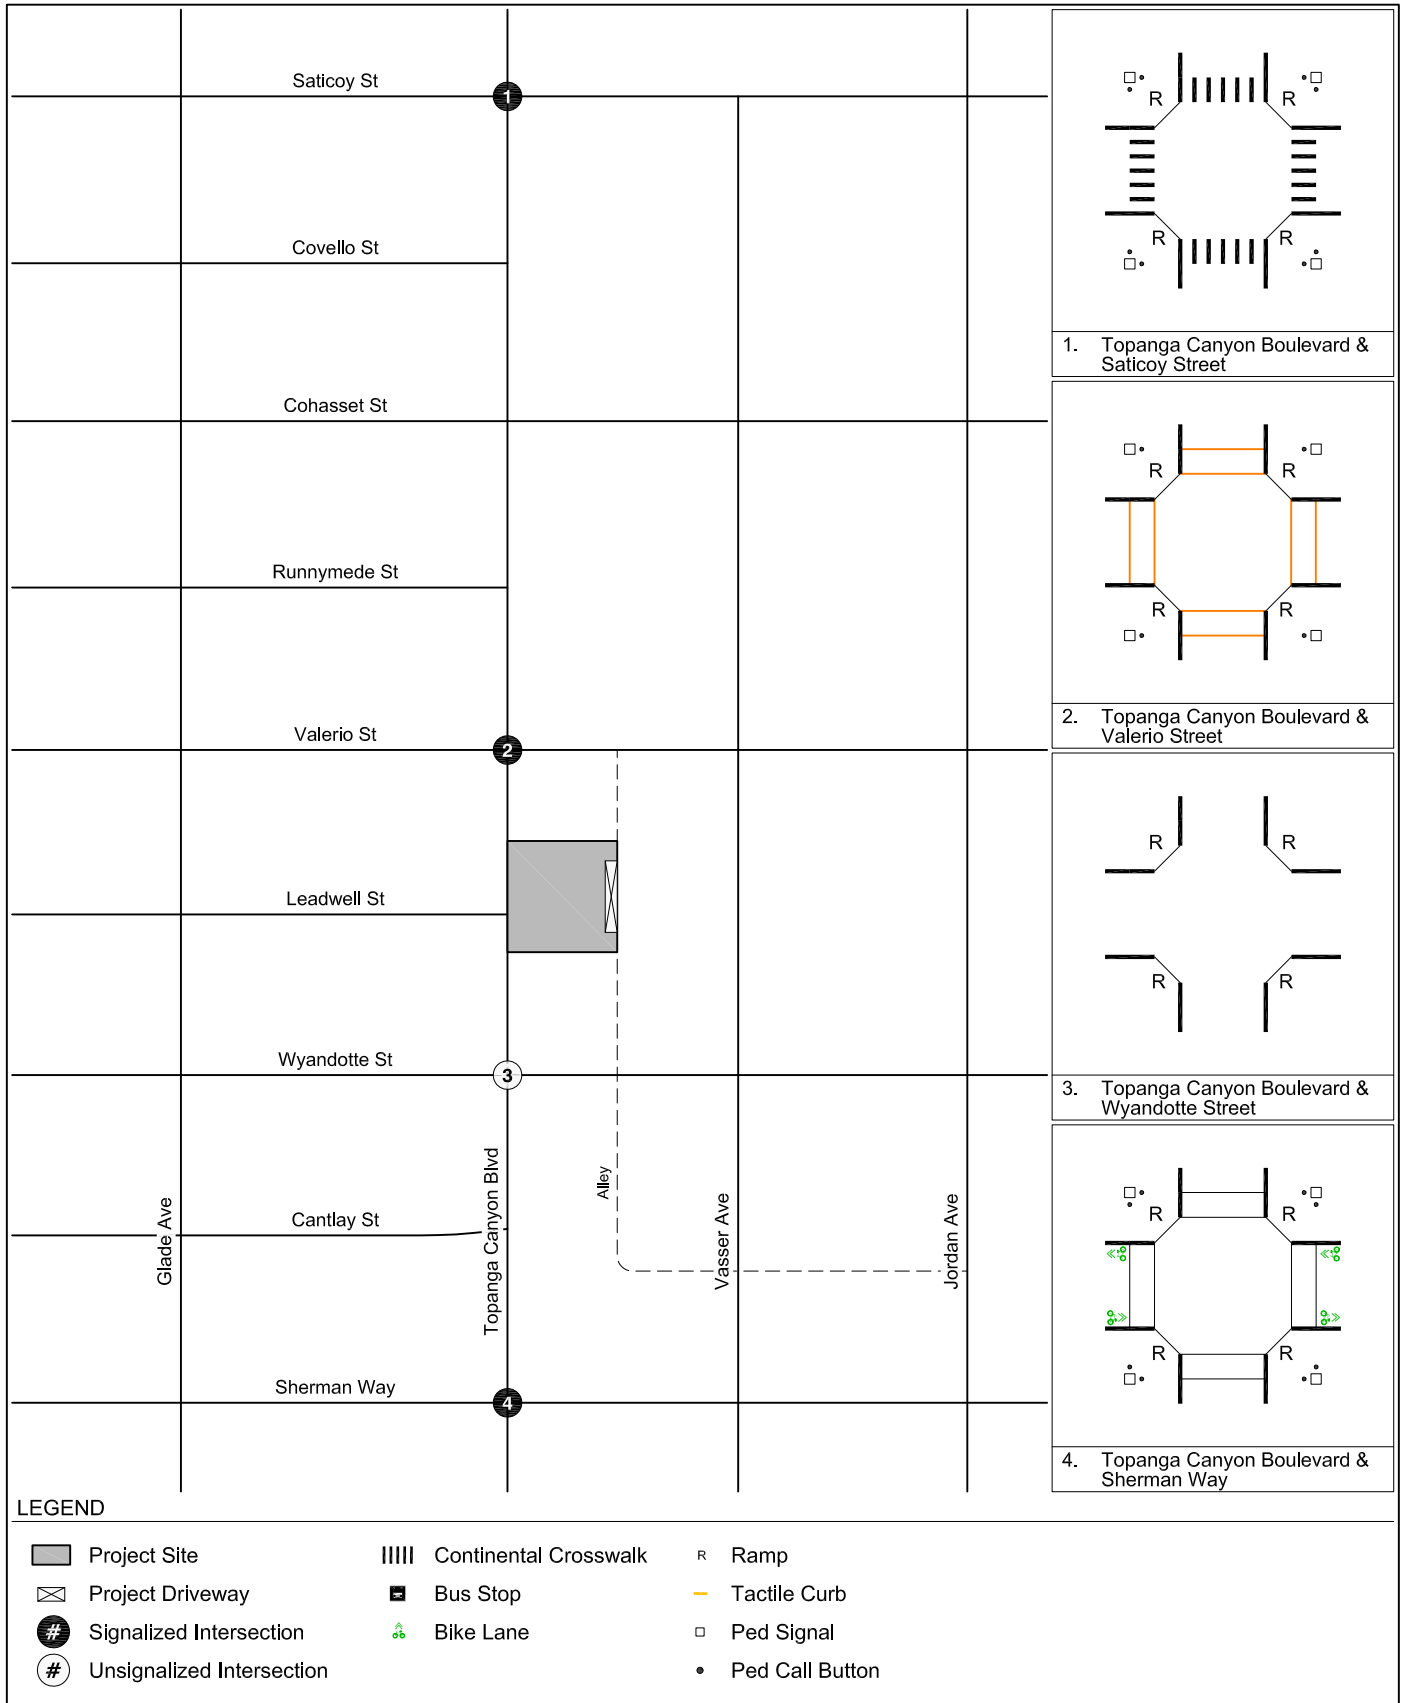 Saticoy St
1
Covello St
Cohasset St
Runnymede St
Valerio St
2
Leadwell St
Wyandotte St
3
Cantlay St
Sherman Way
4
Glade Ave
Topanga Canyon Blvd
Alley
Vasser Ave
Jordan Ave
R R
R R
1. Topanga Canyon Boulevard &
Saticoy Street
R R
R R
2. Topanga Canyon Boulevard &
Valerio Street
R R
R R
3. Topanga Canyon Boulevard &
Wyandotte Street
R R
R R
4. Topanga Canyon Boulevard &
Sherman Way
LEGEND
Project Site
Project Driveway
# Signalized Intersection
# Unsignalized Intersection
Continental Crosswalk
Bus Stop
Bike Lane
R Ramp
Tactile Curb
Ped Signal
Ped Call Button